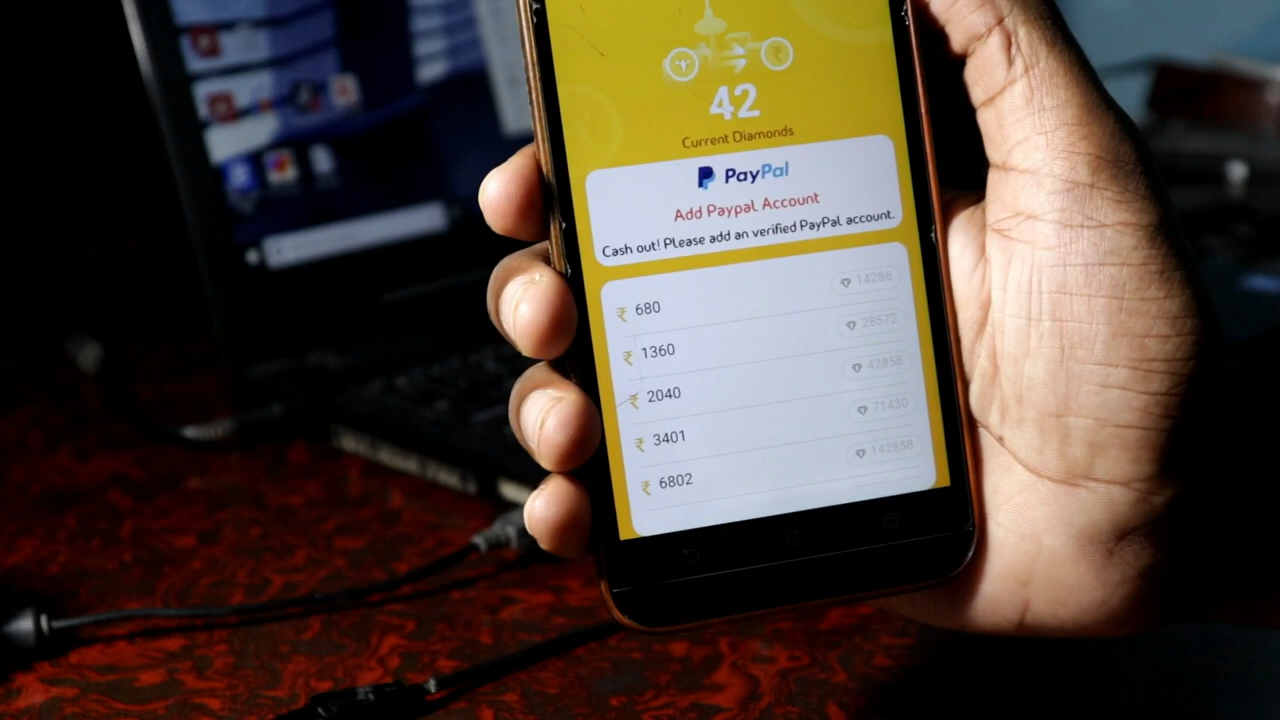 42
Current Diamonds
PayPal
Add Paypal Account
Cash out! Please add an verified PayPal account.
₹ 680 14286
₹ 1360 28572
₹ 2040 42858
₹ 3401 71430
₹ 6802 142858